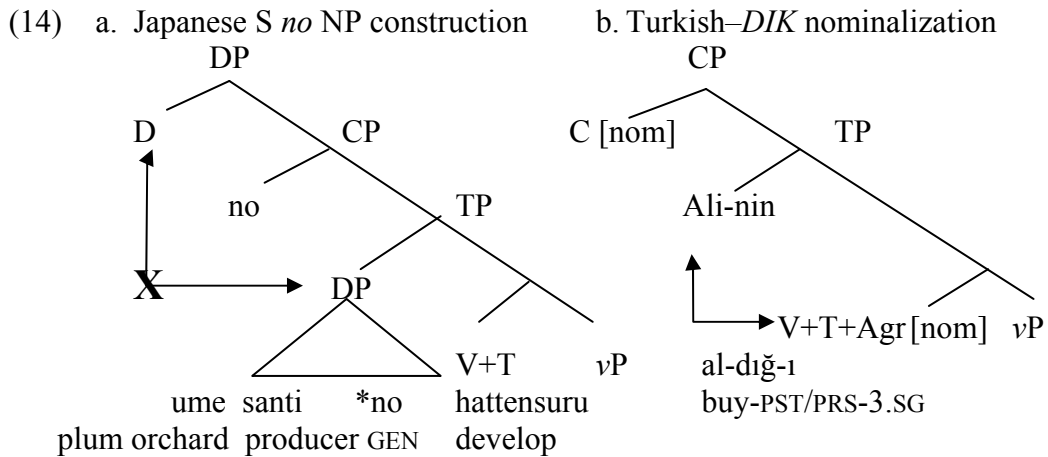 (14) a. Japanese S no NP construction b. Turkish–DIK nominalization
DP CP
D CP C [nom] TP
no TP Ali-nin
X DP V+T+Agr [nom] vP
V+T vP al-dığ-ı
ume santi *no hattensuru buy-PST/PRS-3.SG
plum orchard producer GEN develop